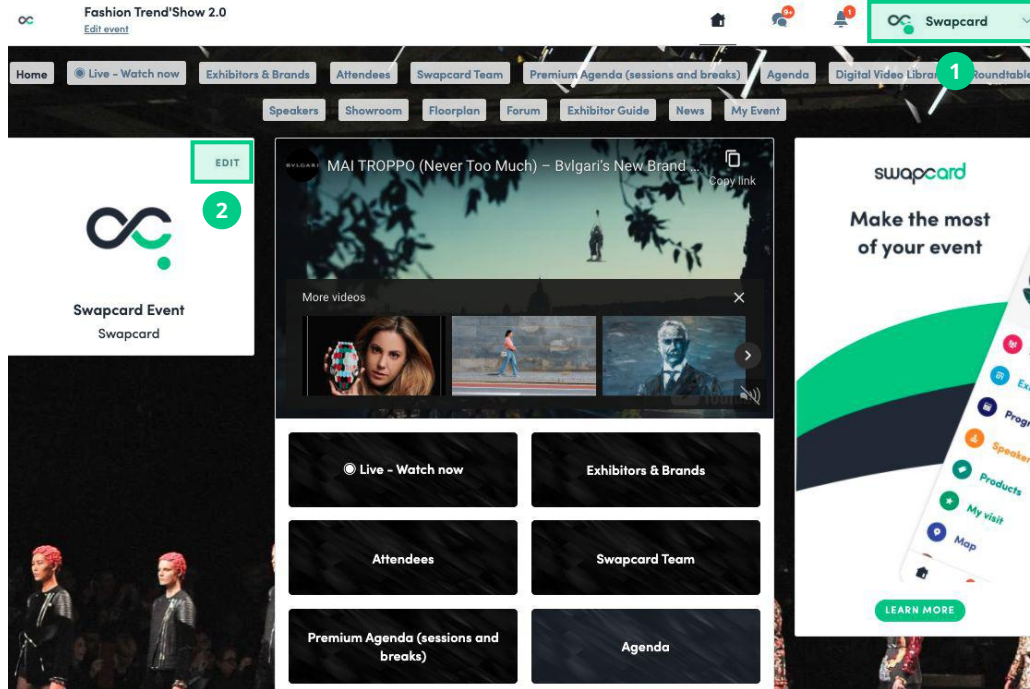 Fashion Trend'Show 2.0
Edit event
9+
1
Swapcard
1
Home
Live - Watch now
Exhibitors & Brands
Attendees
Swapcard Team
Premium Agenda (sessions and breaks)
Agenda
Digital Video Librar
Roundtable
Speakers
Showroom
Floorplan
Forum
Exhibitor Guide
News
My Event
EDIT
2
Swapcard Event
Swapcard
BVLGARI
MAI TROPPO (Never Too Much) – Bvlgari's New Brand ...
Copy link
More videos
Live - Watch now
Exhibitors & Brands
Attendees
Swapcard Team
Premium Agenda (sessions and
breaks)
Agenda
swapcard
Make the most
of your event
Progr
Speaker
Products
My visit
Map
LEARN MORE